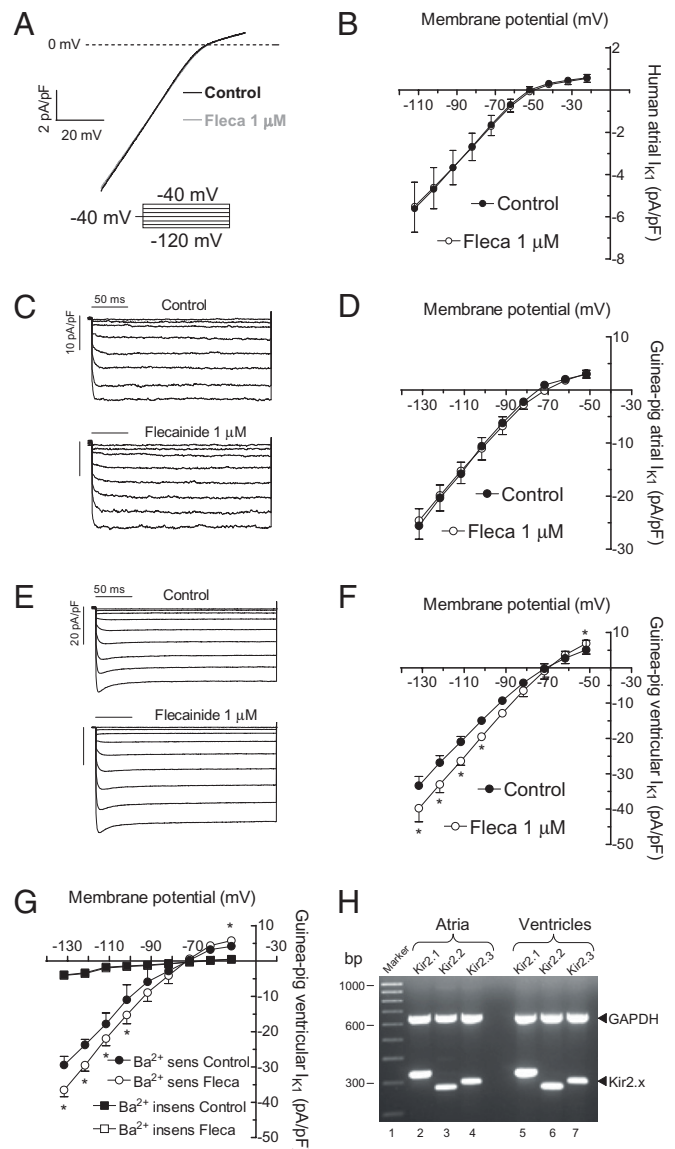 A
0 mV
2 pA/pF
20 mV
Control
Fleca 1 µM
-40 mV
-40 mV
-120 mV
B
Membrane potential (mV)
2
-110 -90 -70 -50 -30
-2
-4
-6
-8
Human atrial I K1 (pA/pF)
Control
Fleca 1 µM
C
50 ms
Control
10 pA/pF
Flecainide 1 µM
D
Membrane potential (mV)
10
-130 -110 -90 -70 -50 -30
-10
-20
-30
Guinea-pig atrial I K1 (pA/pF)
Control
Fleca 1 µM
E
50 ms
Control
20 pA/pF
Flecainide 1 µM
F
Membrane potential (mV)
10
-130 -110 -90 -70 -50 -30
-10
-20
-30
-40
-50
Guinea-pig ventricular I K1 (pA/pF)
Control
Fleca 1 µM
* * * * *
G
Membrane potential (mV)
10
-130 -110 -90 -70 -30
-10
-20
-30
-40
-50
Guinea-pig ventricular I K1 (pA/pF)
Ba2+ sens Control
Ba2+ sens Fleca
Ba2+ insens Control
Ba2+ insens Fleca
* * * * *
H
Atria Ventricles
bp Marker Kir2.1 Kir2.2 Kir2.3 Kir2.1 Kir2.2 Kir2.3
1000
600
300
GAPDH
Kir2.x
1 2 3 4 5 6 7